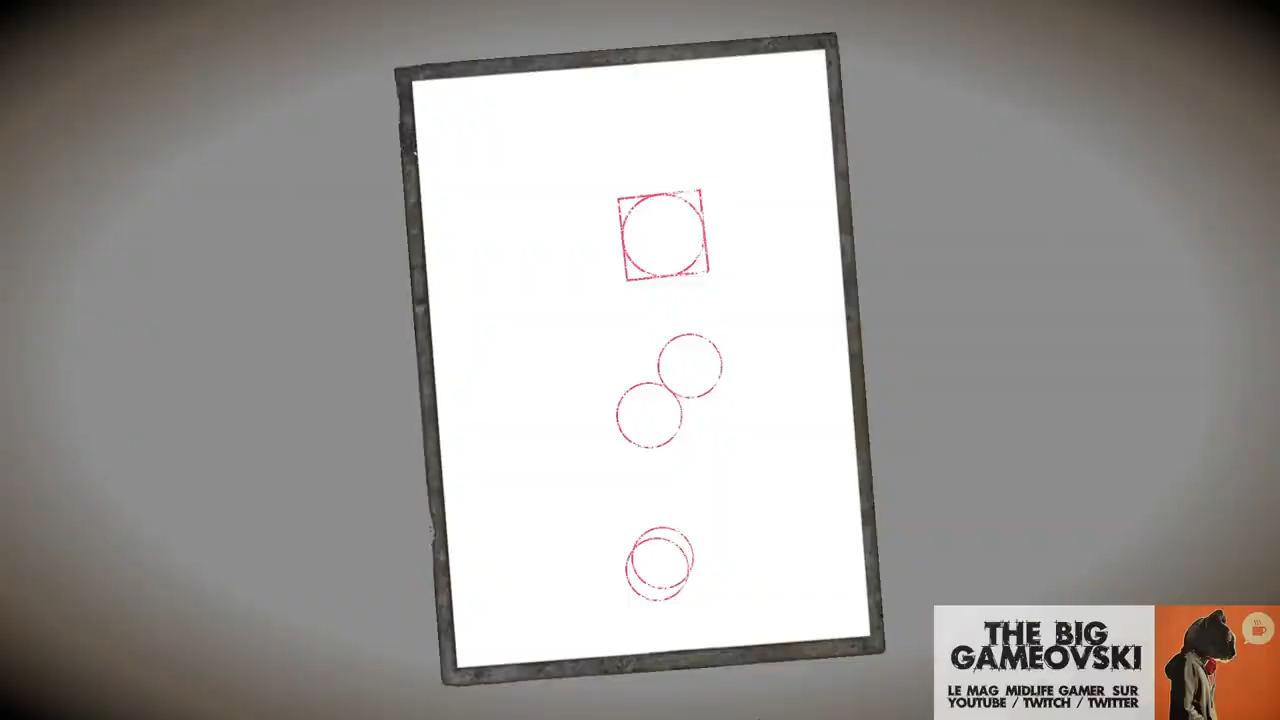 THE BIG
GAMEOVSKI
LE MAG MIDLIFE GAMER SUR
YOUTUBE / TWITCH / TWITTER